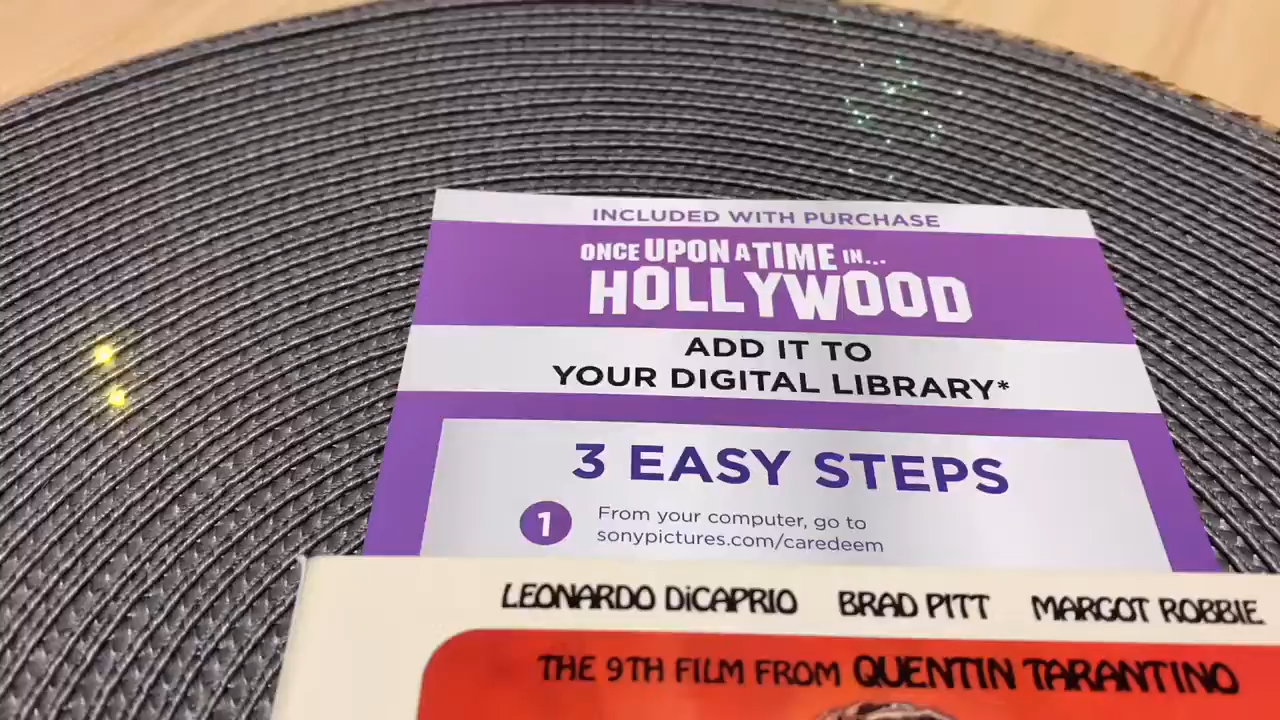 INCLUDED WITH PURCHASE
ONCE UPON A TIME IN...
HOLLYWOOD
ADD IT TO
YOUR DIGITAL LIBRARY*
3 EASY STEPS
1 From your computer, go to
sonypictures.com/caredeem
LEONARDO DiCAPRIO BRAD PITT MARGOT ROBBIE
THE 9TH FILM FROM QUENTIN TARANTINO